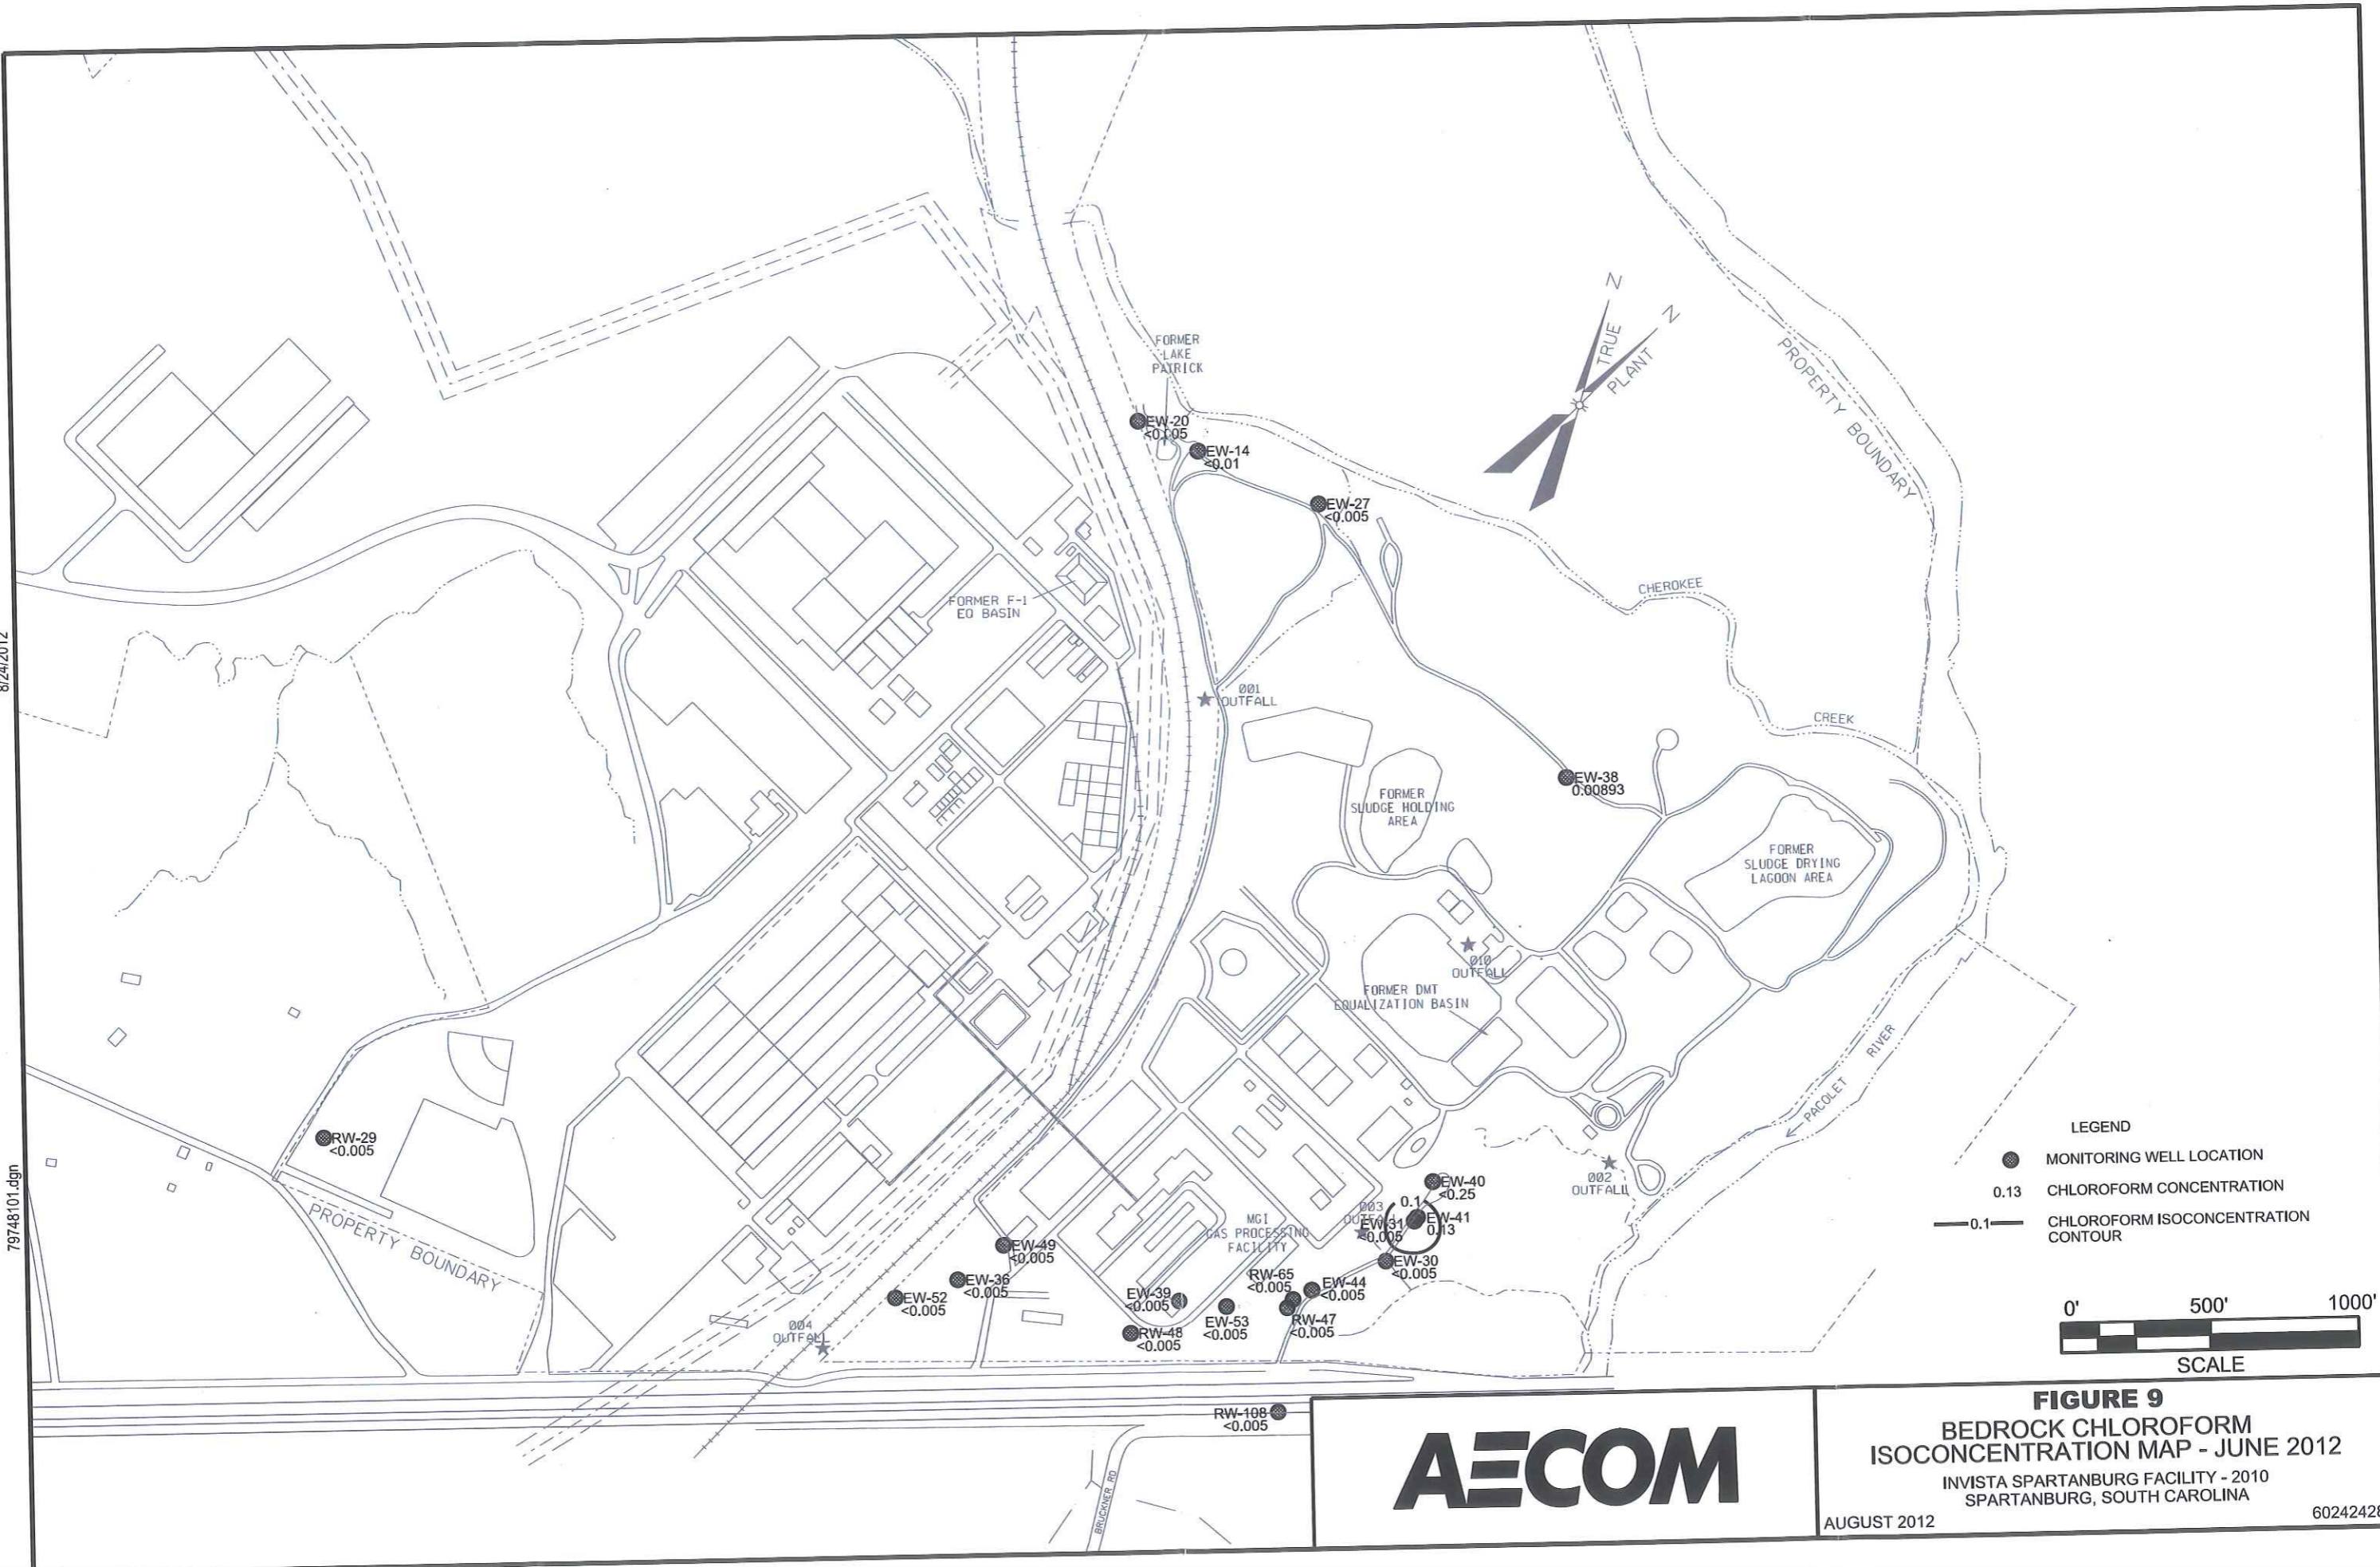 FORMER
LAKE
PATRICK
EW-20
<0.005
EW-14
<0.01
EW-27
<0.005
N
TRUE
N
PLANT
PROPERTY BOUNDARY
CHEROKEE
CREEK
FORMER F-1
EQ BASIN
8/24/2012
001
OUTFALL
EW-38
0.00893
FORMER
SLUDGE HOLDING
AREA
FORMER
SLUDGE DRYING
LAGOON AREA
010
OUTFALL
FORMER DMT
EQUALIZATION BASIN
PACOLET RIVER
RW-29
<0.005
PROPERTY BOUNDARY
79748101.dgn
EW-40
<0.25
0.1
003
OUTFALL
EW-31
<0.005
EW-41
0.13
002
OUTFALL
MGI
GAS PROCESSING
FACILITY
EW-49
<0.005
EW-30
<0.005
EW-36
<0.005
EW-52
<0.005
EW-39
<0.005
RW-65
<0.005
EW-44
<0.005
EW-53
<0.005
RW-47
<0.005
RW-48
<0.005
004
OUTFALL
RW-108
<0.005
BRUCKNER RD
LEGEND
MONITORING WELL LOCATION
0.13 CHLOROFORM CONCENTRATION
0.1 CHLOROFORM ISOCONCENTRATION
CONTOUR
0' 500' 1000'
SCALE
AECOM
FIGURE 9
BEDROCK CHLOROFORM
ISOCONCENTRATION MAP - JUNE 2012
INVISTA SPARTANBURG FACILITY - 2010
SPARTANBURG, SOUTH CAROLINA
AUGUST 2012
60242428